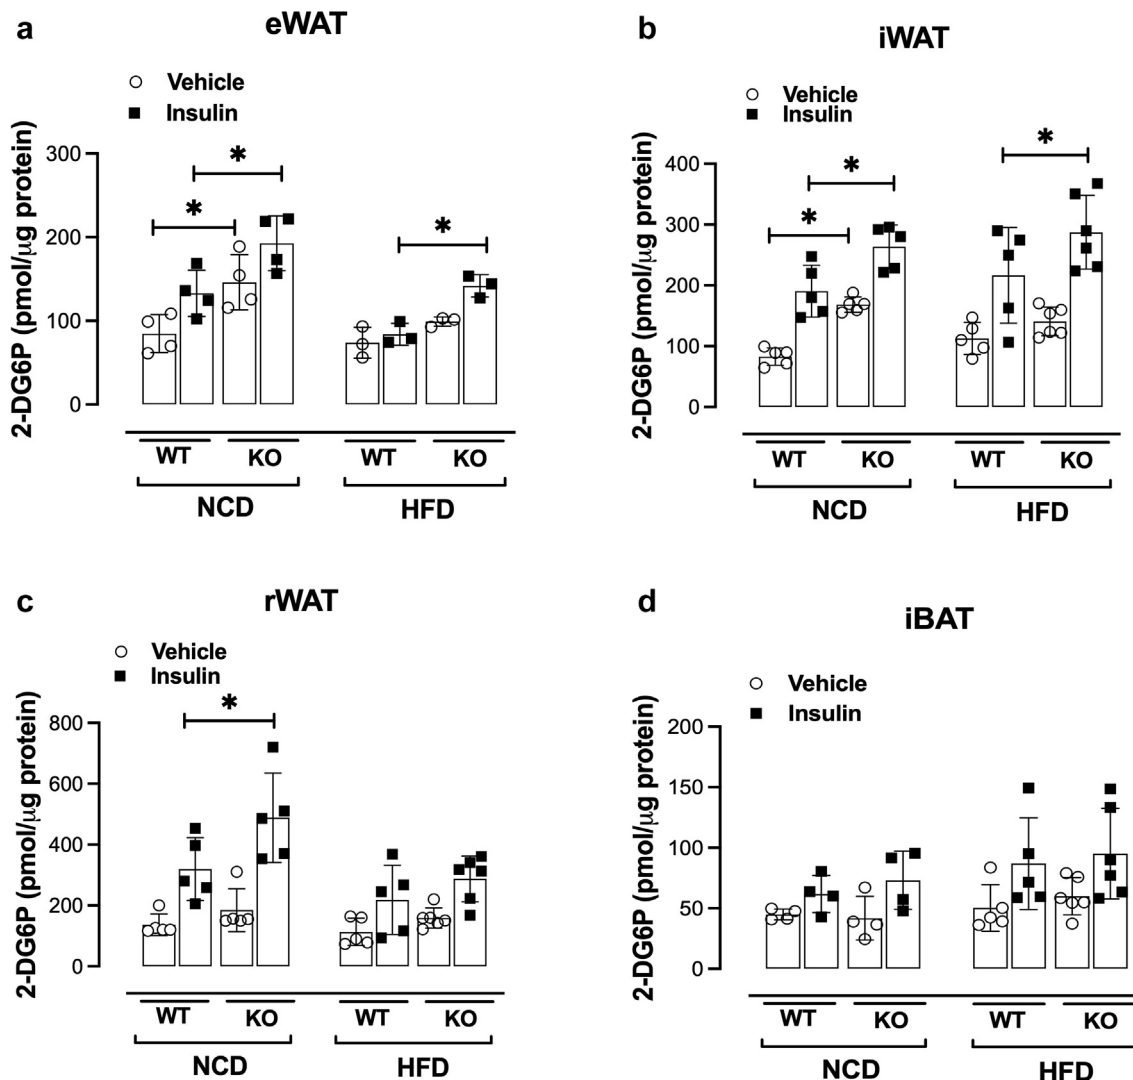 a
eWAT
Vehicle
Insulin
2-DG6P (pmol/μg protein)
300
200
100
0
*
*
*
WT
KO
WT
KO
NCD
HFD
b
iWAT
Vehicle
Insulin
2-DG6P (pmol/μg protein)
400
300
200
100
0
*
*
*
WT
KO
WT
KO
NCD
HFD
c
rWAT
Vehicle
Insulin
2-DG6P (pmol/μg protein)
800
600
400
200
0
*
WT
KO
WT
KO
NCD
HFD
d
iBAT
Vehicle
Insulin
2-DG6P (pmol/μg protein)
200
150
100
50
0
WT
KO
WT
KO
NCD
HFD